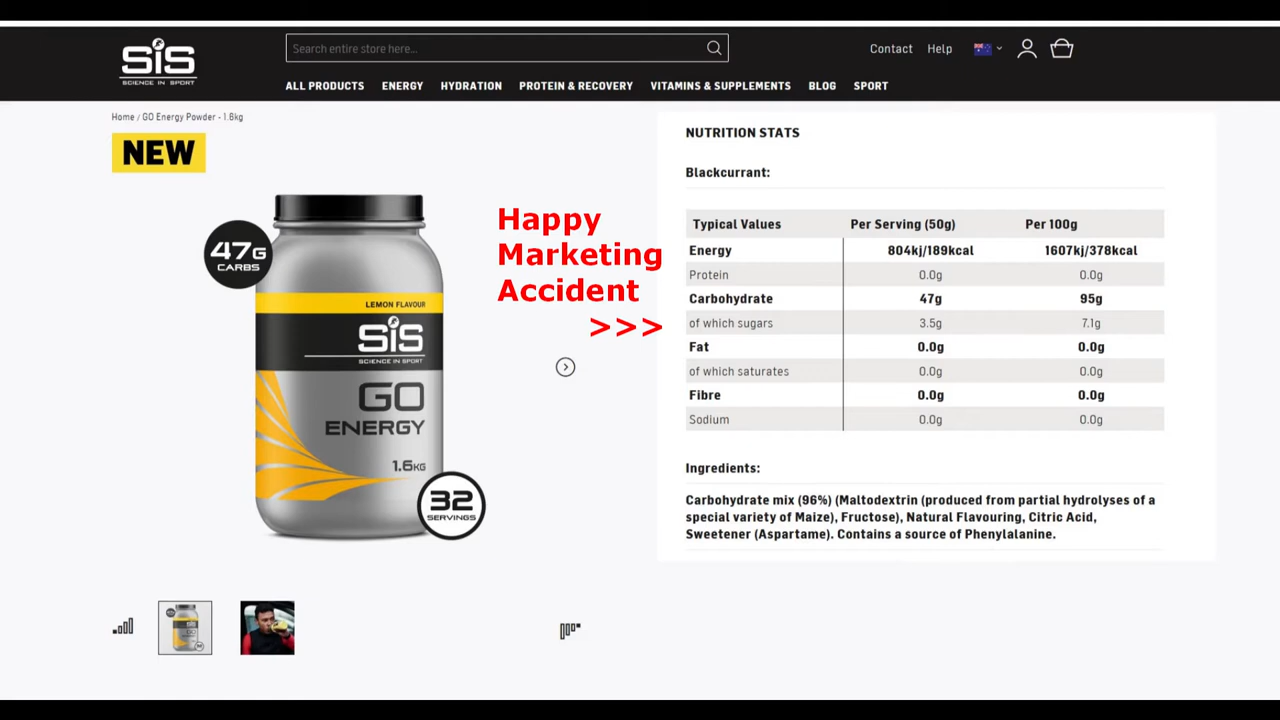 SiS
SCIENCE IN SPORT
Search entire store here...
Contact Help
ALL PRODUCTS ENERGY HYDRATION PROTEIN & RECOVERY VITAMINS & SUPPLEMENTS BLOG SPORT
Home / GO Energy Powder - 1.6kg
NEW
47G
CARBS
LEMON FLAVOUR
SiS
SCIENCE IN SPORT
GO
ENERGY
1.6KG
32
SERVINGS
Happy
Marketing
Accident
>>>
NUTRITION STATS
Blackcurrant:
Typical Values Per Serving (50g) Per 100g
Energy 804kj/189kcal 1607kj/378kcal
Protein 0.0g 0.0g
Carbohydrate 47g 95g
of which sugars 3.5g 7.1g
Fat 0.0g 0.0g
of which saturates 0.0g 0.0g
Fibre 0.0g 0.0g
Sodium 0.0g 0.0g
Ingredients:
Carbohydrate mix (96%) (Maltodextrin (produced from partial hydrolyses of a
special variety of Maize), Fructose), Natural Flavouring, Citric Acid,
Sweetener (Aspartame). Contains a source of Phenylalanine.